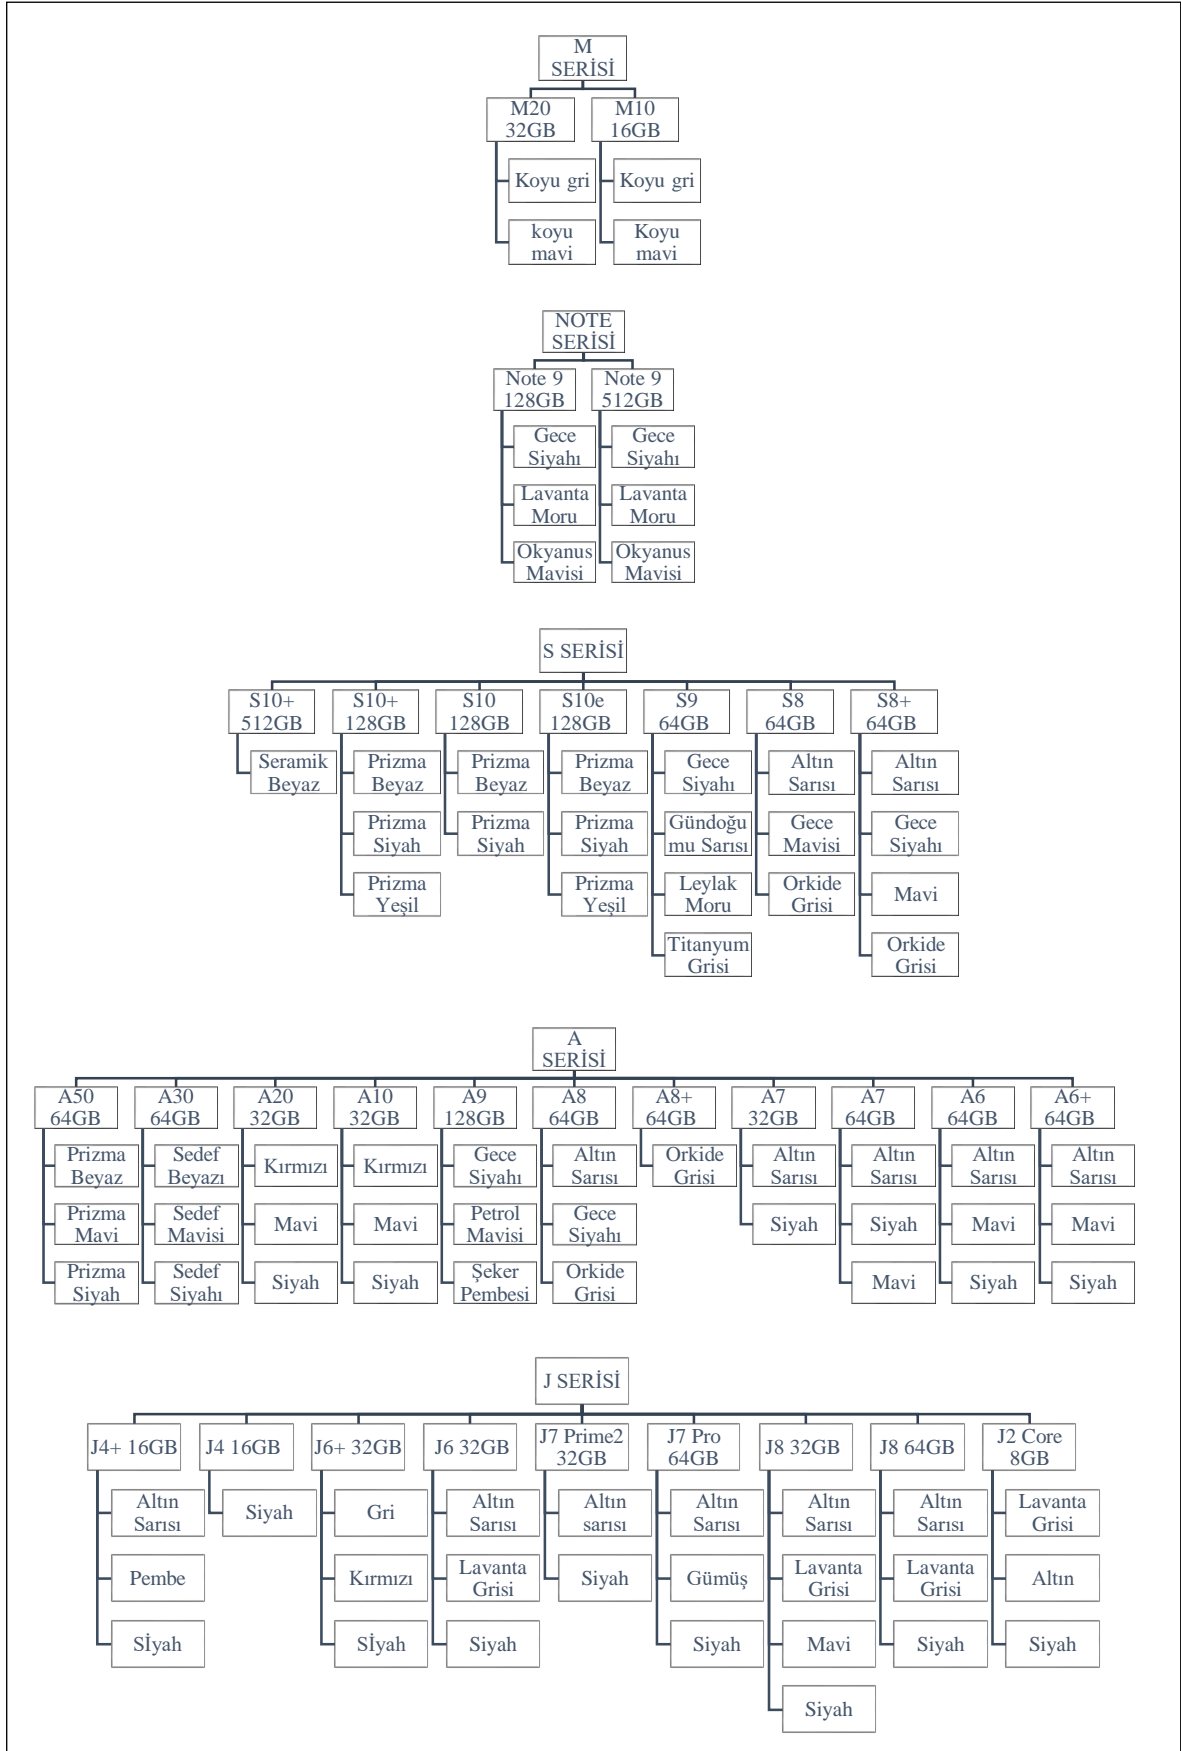 M
SERİSİ
M20
32GB
Koyu gri
koyu
mavi
M10
16GB
Koyu gri
Koyu
mavi
NOTE
SERİSİ
Note 9
128GB
Gece
Siyahı
Lavanta
Moru
Okyanus
Mavisi
Note 9
512GB
Gece
Siyahı
Lavanta
Moru
Okyanus
Mavisi
S SERİSİ
S10+
512GB
Seramik
Beyaz
S10+
128GB
Prizma
Beyaz
Prizma
Siyah
Prizma
Yeşil
S10
128GB
Prizma
Beyaz
Prizma
Siyah
S10e
128GB
Prizma
Beyaz
Prizma
Siyah
Prizma
Yeşil
S9
64GB
Gece
Siyahı
Gündoğu
mu Sarısı
Leylak
Moru
Titanyum
Grisi
S8
64GB
Altın
Sarısı
Gece
Mavisi
Orkide
Grisi
S8+
64GB
Altın
Sarısı
Gece
Siyahı
Mavi
Orkide
Grisi
A
SERİSİ
A50
64GB
Prizma
Beyaz
Prizma
Mavi
Prizma
Siyah
A30
64GB
Sedef
Beyazı
Sedef
Mavisi
Sedef
Siyahı
A20
32GB
Kırmızı
Mavi
Siyah
A10
32GB
Kırmızı
Mavi
Siyah
A9
128GB
Gece
Siyahı
Petrol
Mavisi
Şeker
Pembesi
A8
64GB
Altın
Sarısı
Gece
Siyahı
Orkide
Grisi
A8+
64GB
Orkide
Grisi
A7
32GB
Altın
Sarısı
Siyah
A7
64GB
Altın
Sarısı
Siyah
Mavi
A6
64GB
Altın
Sarısı
Mavi
Siyah
A6+
64GB
Altın
Sarısı
Mavi
Siyah
J SERİSİ
J4+ 16GB
Altın
Sarısı
Pembe
Sİyah
J4 16GB
Siyah
J6+ 32GB
Gri
Kırmızı
Sİyah
J6 32GB
Altın
Sarısı
Lavanta
Grisi
Siyah
J7 Prime2
32GB
Altın
sarısı
Siyah
J7 Pro
64GB
Altın
Sarısı
Gümüş
Siyah
J8 32GB
Altın
Sarısı
Lavanta
Grisi
Mavi
Siyah
J8 64GB
Altın
Sarısı
Lavanta
Grisi
Siyah
J2 Core
8GB
Lavanta
Grisi
Altın
Siyah